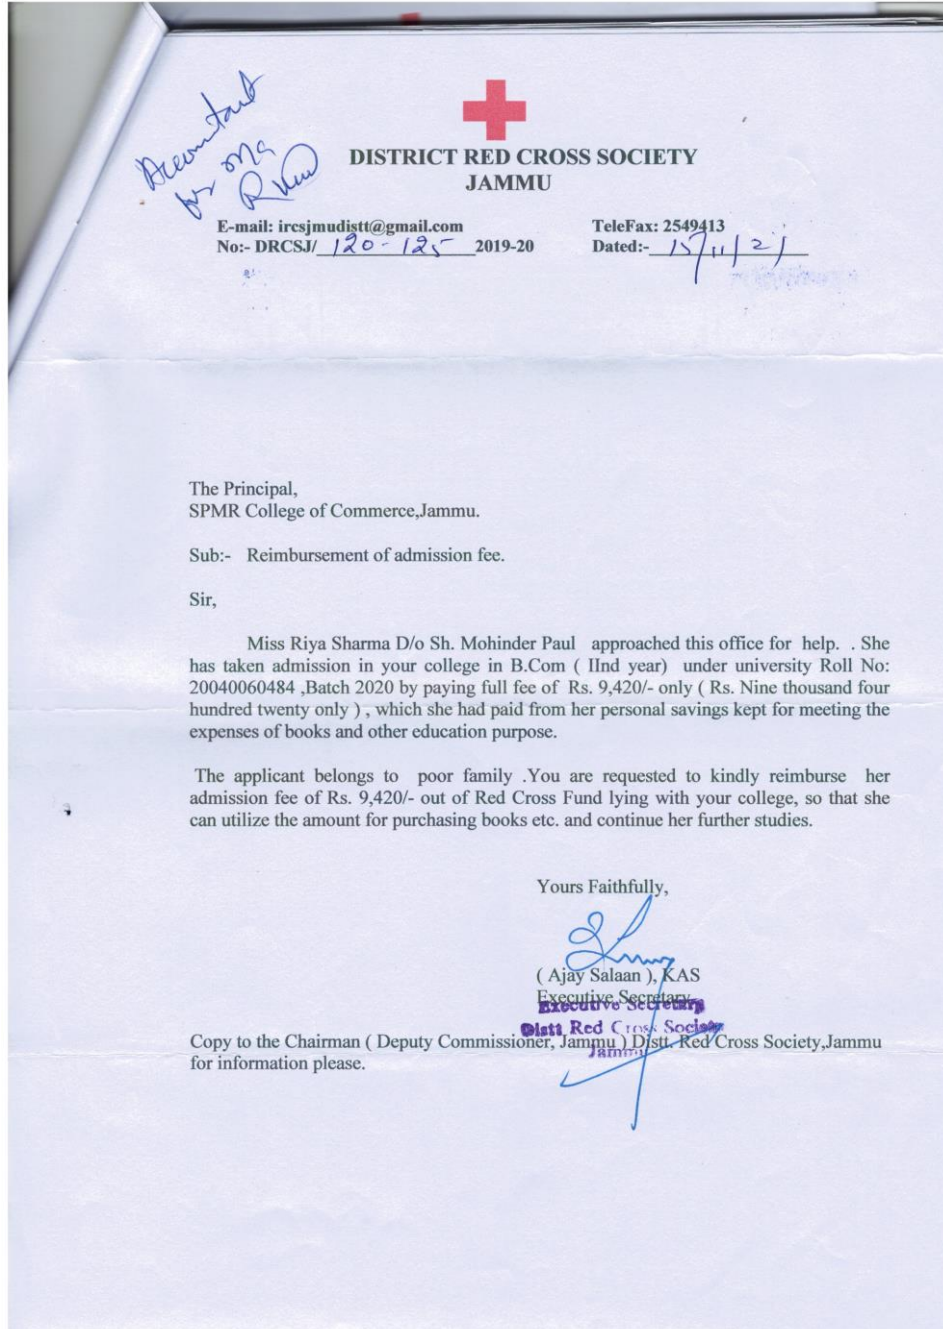 Accountant
for
DISTRICT RED CROSS SOCIETY
JAMMU
E-mail: ircsjmudistt@gmail.com TeleFax: 2549413
No:- DRCSJ/ 120-125 2019-20 Dated:- 15/11/21
The Principal,
SPMR College of Commerce,Jammu.
Sub:- Reimbursement of admission fee.
Sir,
Miss Riya Sharma D/o Sh. Mohinder Paul approached this office for help. . She
has taken admission in your college in B.Com ( IInd year) under university Roll No:
20040060484 ,Batch 2020 by paying full fee of Rs. 9,420/- only ( Rs. Nine thousand four
hundred twenty only ) , which she had paid from her personal savings kept for meeting the
expenses of books and other education purpose.
The applicant belongs to poor family .You are requested to kindly reimburse her
admission fee of Rs. 9,420/- out of Red Cross Fund lying with your college, so that she
can utilize the amount for purchasing books etc. and continue her further studies.
Yours Faithfully,
( Ajay Salaan ), KAS
Executive Secretary
Executive Secretary
Distt Red Cross Society
Jammu
Copy to the Chairman ( Deputy Commissioner, Jammu ) Distt. Red Cross Society,Jammu
for information please.